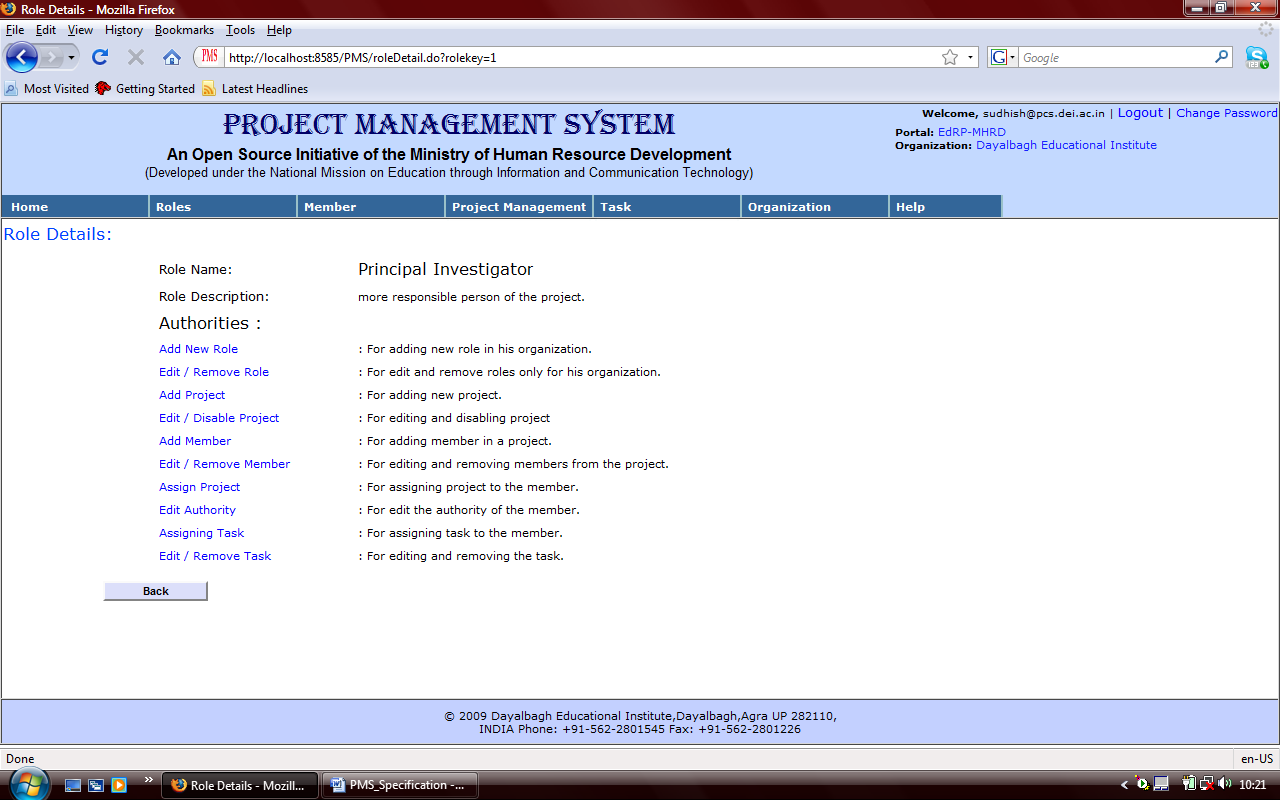 Role Details - Mozilla Firefox
File Edit View History Bookmarks Tools Help
PMS http://localhost:8585/PMS/roleDetail.do?rolekey=1 G Google
Most Visited Getting Started Latest Headlines
PROJECT MANAGEMENT SYSTEM
An Open Source Initiative of the Ministry of Human Resource Development
(Developed under the National Mission on Education through Information and Communication Technology)
Welcome, sudhish@pcs.dei.ac.in | Logout | Change Password
Portal: EdRP-MHRD
Organization: Dayalbagh Educational Institute
Home Roles Member Project Management Task Organization Help
Role Details:
Role Name: Principal Investigator
Role Description: more responsible person of the project.
Authorities :
Add New Role : For adding new role in his organization.
Edit / Remove Role : For edit and remove roles only for his organization.
Add Project : For adding new project.
Edit / Disable Project : For editing and disabling project
Add Member : For adding member in a project.
Edit / Remove Member : For editing and removing members from the project.
Assign Project : For assigning project to the member.
Edit Authority : For edit the authority of the member.
Assigning Task : For assigning task to the member.
Edit / Remove Task : For editing and removing the task.
Back
© 2009 Dayalbagh Educational Institute,Dayalbagh,Agra UP 282110,
INDIA Phone: +91-562-2801545 Fax: +91-562-2801226
Done en-US
Role Details - Mozill... PMS_Specification -... 10:21